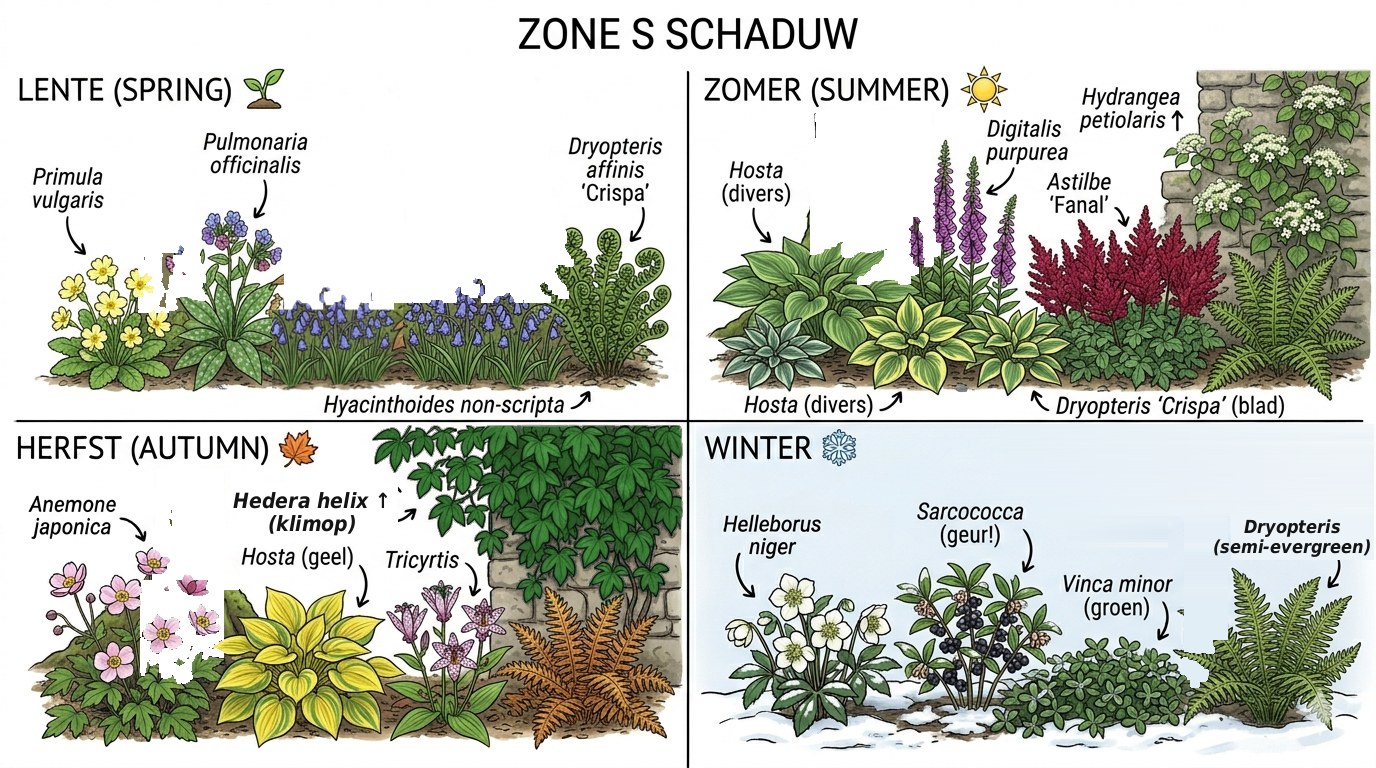 ZONE S SCHADUW
LENTE (SPRING)
Primula
vulgaris
Pulmonaria
officinalis
Dryopteris
affinis
‘Crispa’
Hyacinthoides non-scripta
ZOMER (SUMMER)
Hosta
(divers)
Digitalis
purpurea
Hydrangea
petiolaris ↑
Astilbe
‘Fanal’
Hosta (divers)
Dryopteris ‘Crispa’ (blad)
HERFST (AUTUMN)
Anemone
japonica
Hedera helix ↑
(klimop)
Hosta (geel)
Tricyrtis
WINTER
Helleborus
niger
Sarcococca
(geur!)
Vinca minor
(groen)
Dryopteris
(semi-evergreen)